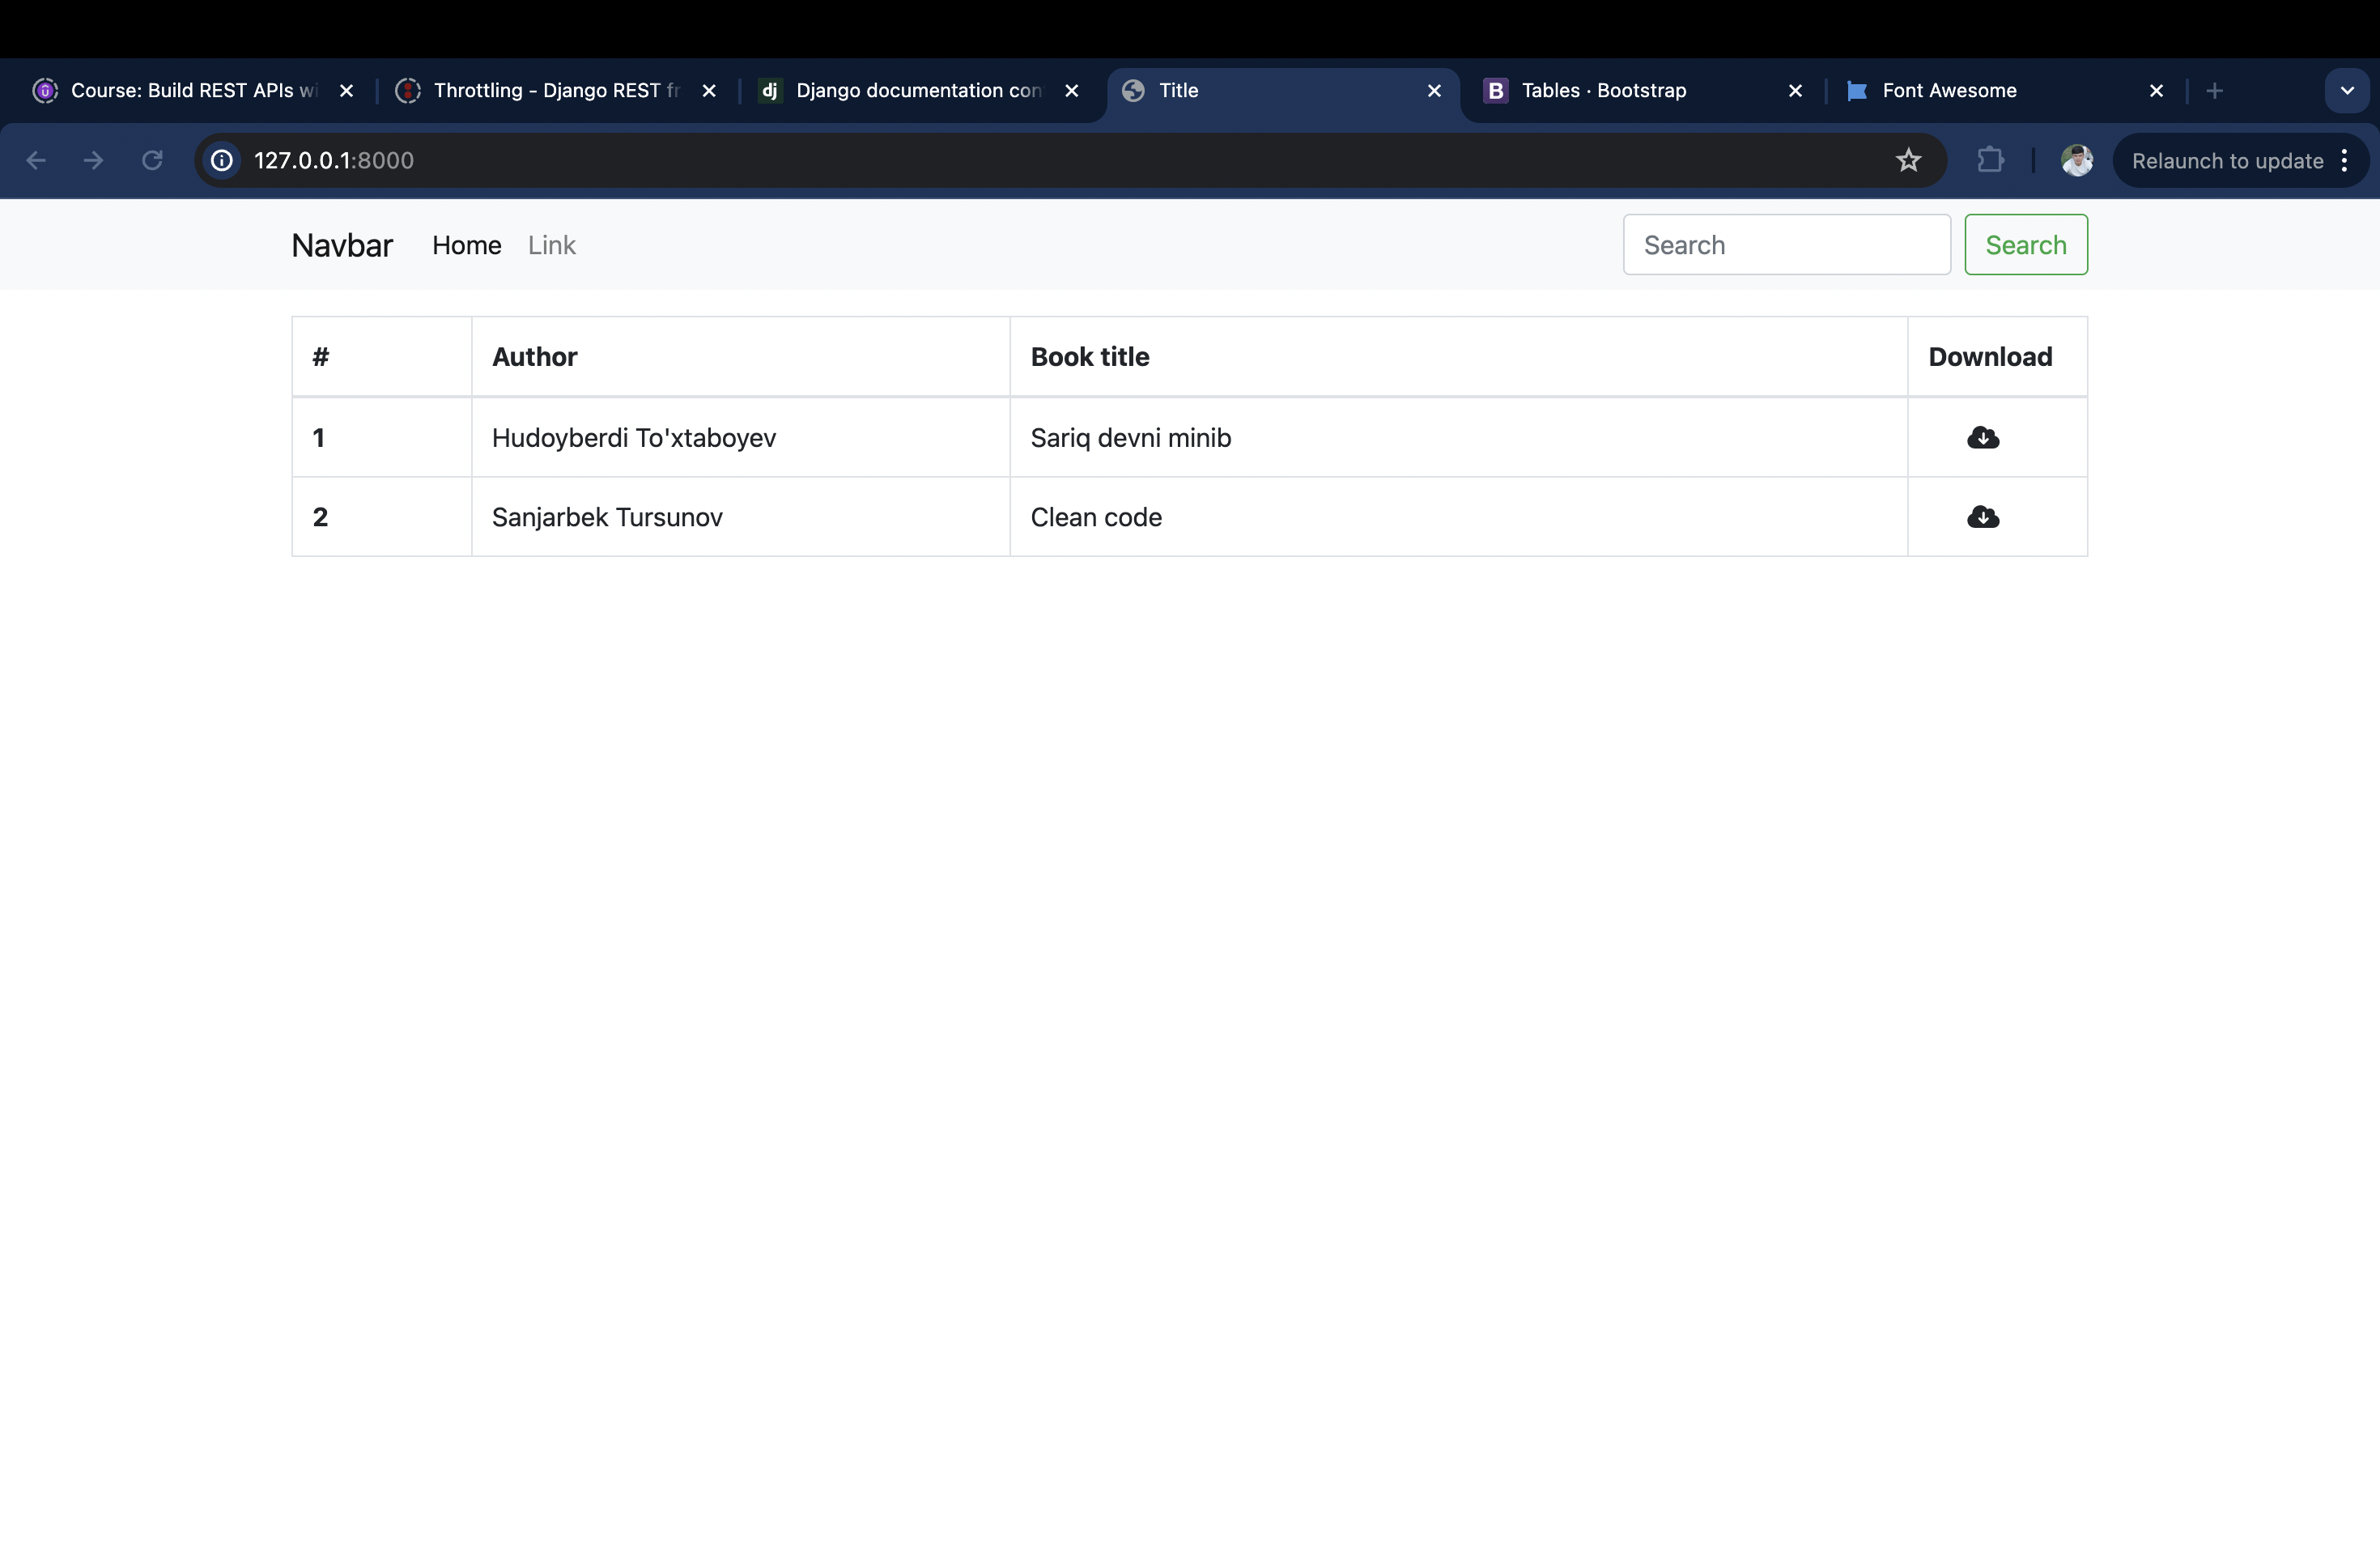 Course: Build REST APIs wi
Throttling - Django REST fr
dj Django documentation con
Title
B Tables · Bootstrap
Font Awesome
127.0.0.1:8000
Relaunch to update
Navbar Home Link Search Search
# Author Book title Download
1 Hudoyberdi To'xtaboyev Sariq devni minib
2 Sanjarbek Tursunov Clean code